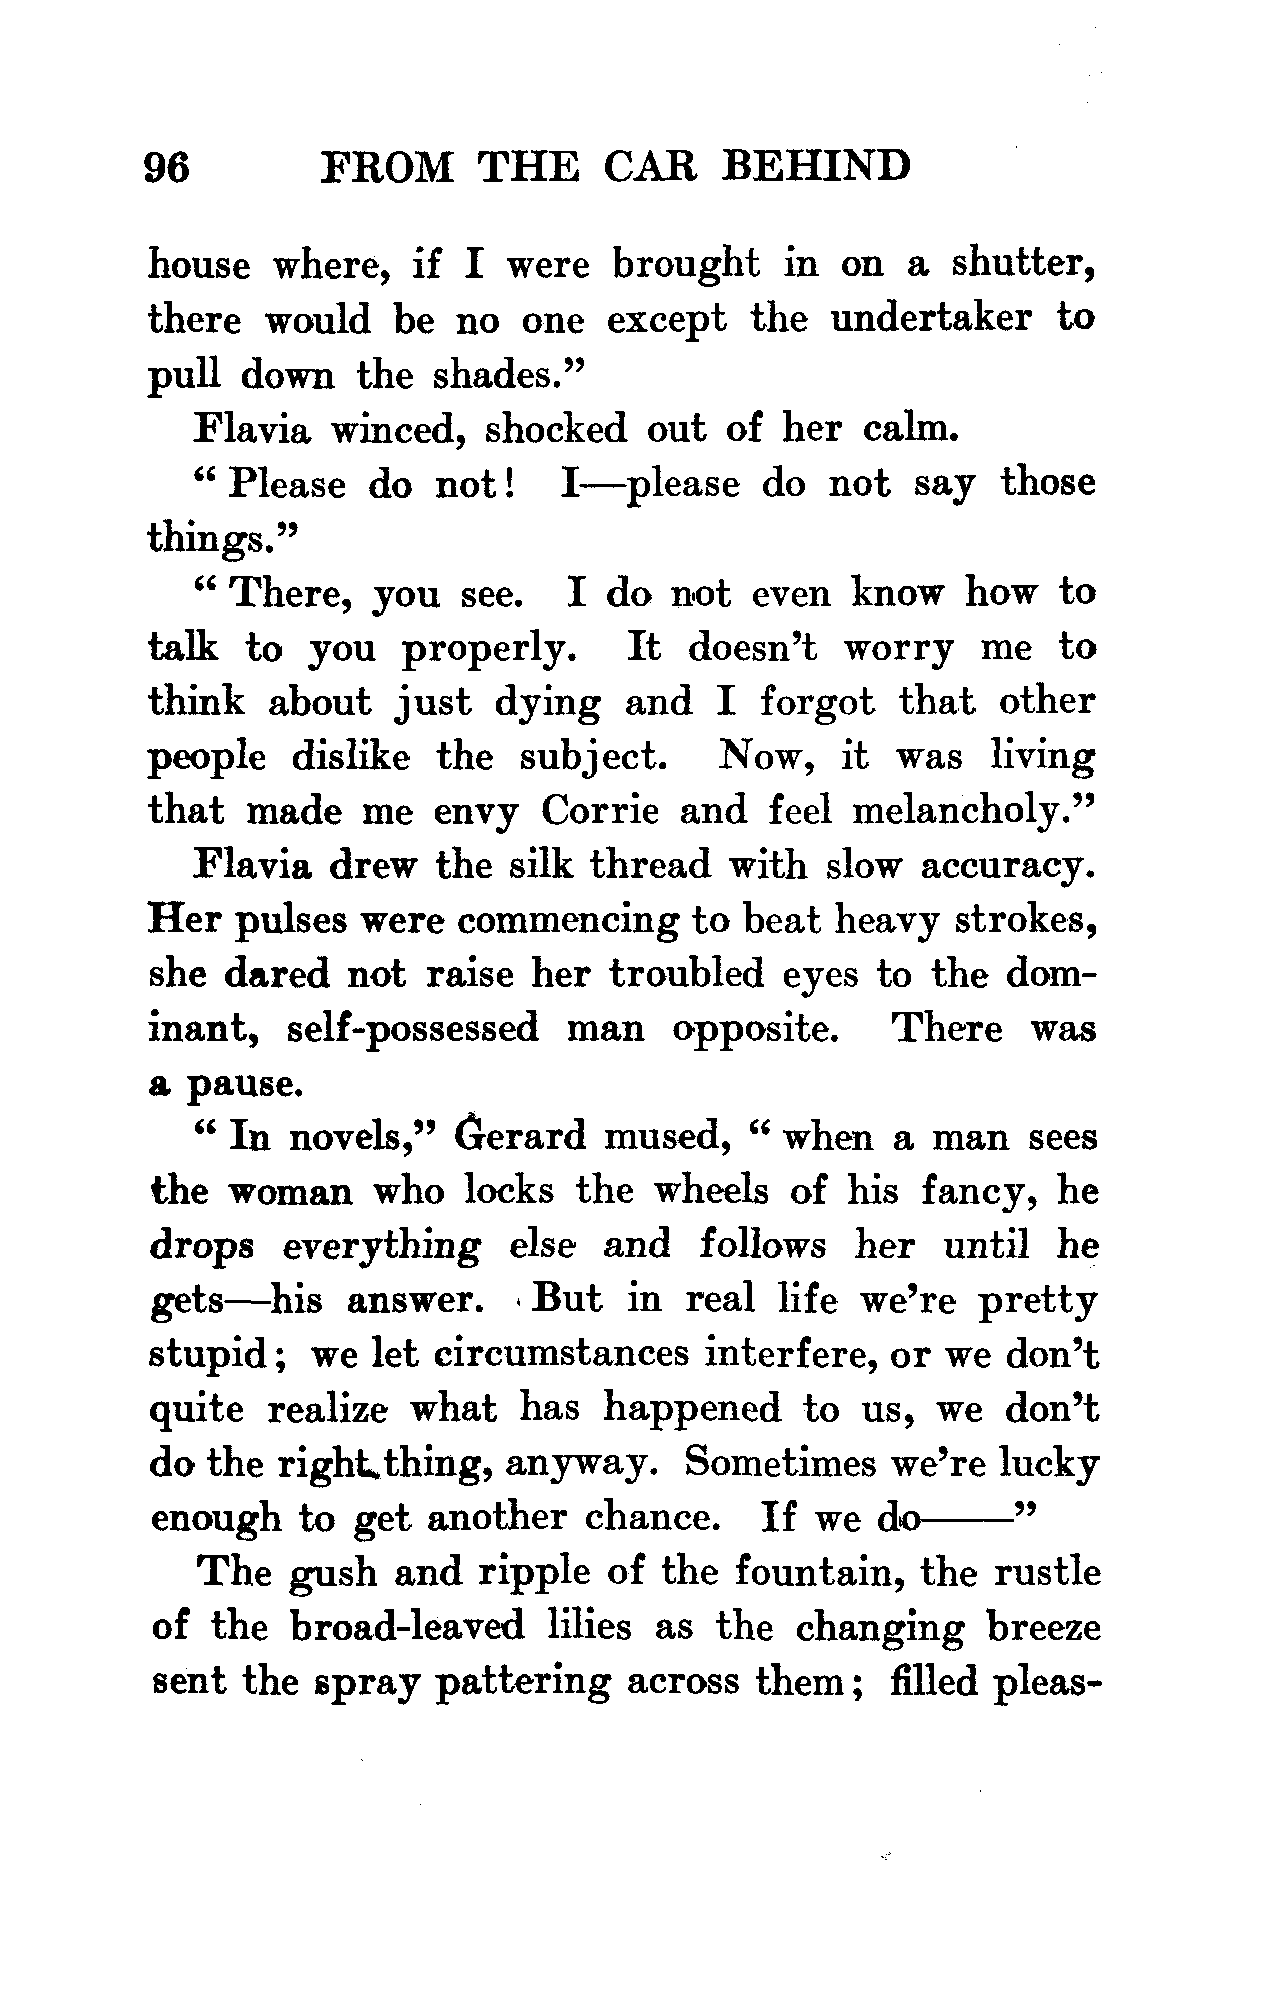 96 FROM THE CAR BEHIND
house where, if I were brought in on a shutter,
there would be no one except the undertaker to
pull down the shades."
Flavia winced, shocked out of her calm.
"Please do not! I—please do not say those
things."
"There, you see. I do not even know how to
talk to you properly. It doesn't worry me to
think about just dying and I forgot that other
people dislike the subject. Now, it was living
that made me envy Corrie and feel melancholy."
Flavia drew the silk thread with slow accuracy.
Her pulses were commencing to beat heavy strokes,
she dared not raise her troubled eyes to the dom-
inant, self-possessed man opposite. There was
a pause.
"In novels," Gerard mused, "when a man sees
the woman who locks the wheels of his fancy, he
drops everything else and follows her until he
gets—his answer. But in real life we're pretty
stupid; we let circumstances interfere, or we don't
quite realize what has happened to us, we don't
do the right thing, anyway. Sometimes we're lucky
enough to get another chance. If we do——"
The gush and ripple of the fountain, the rustle
of the broad-leaved lilies as the changing breeze
sent the spray pattering across them; filled pleas-